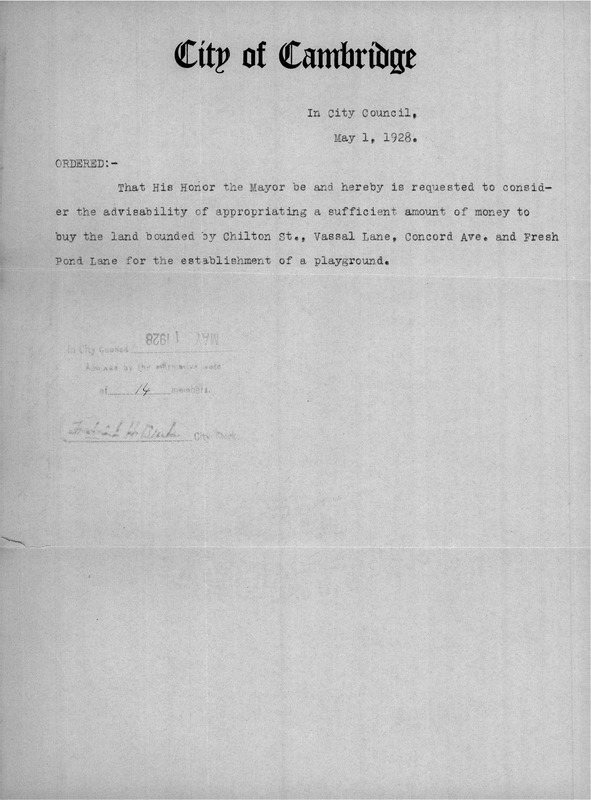 City of Cambridge
In City Council,
May 1, 1928.
ORDERED:-
That His Honor the Mayor be and hereby is requested to consid-
er the advisability of appropriating a sufficient amount of money to
buy the land bounded by Chilton St., Vassal Lane, Concord Ave. and Fresh
Pond Lane for the establishment of a playground.
In City Council MAY 1 1928
Adopted by the affirmative vote
of 14 members.
City Clerk.